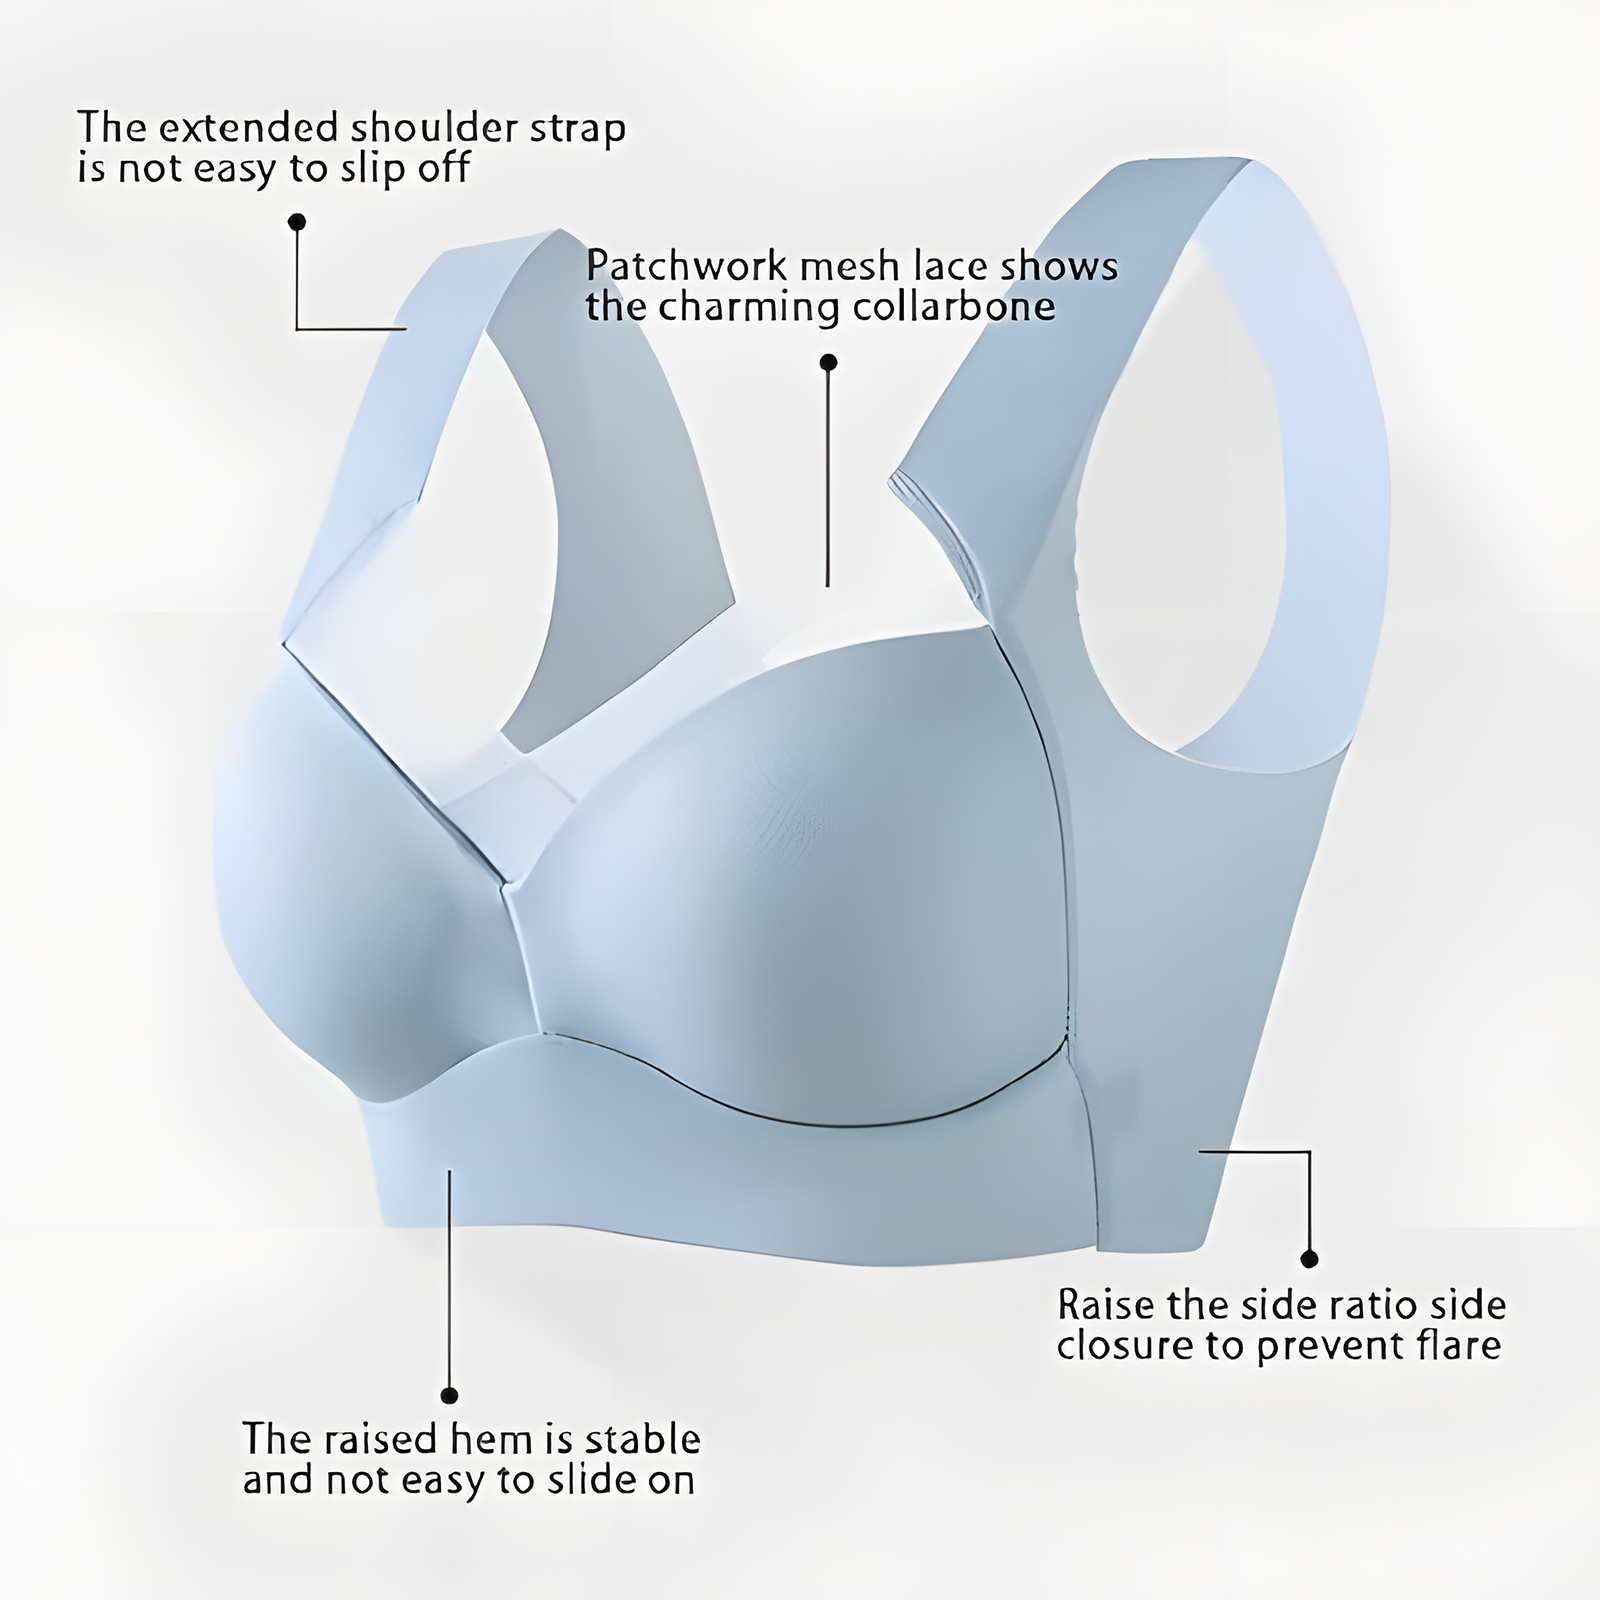 The extended shoulder strap
is not easy to slip off
Patchwork mesh lace shows
the charming collarbone
Raise the side ratio side
closure to prevent flare
The raised hem is stable
and not easy to slide on